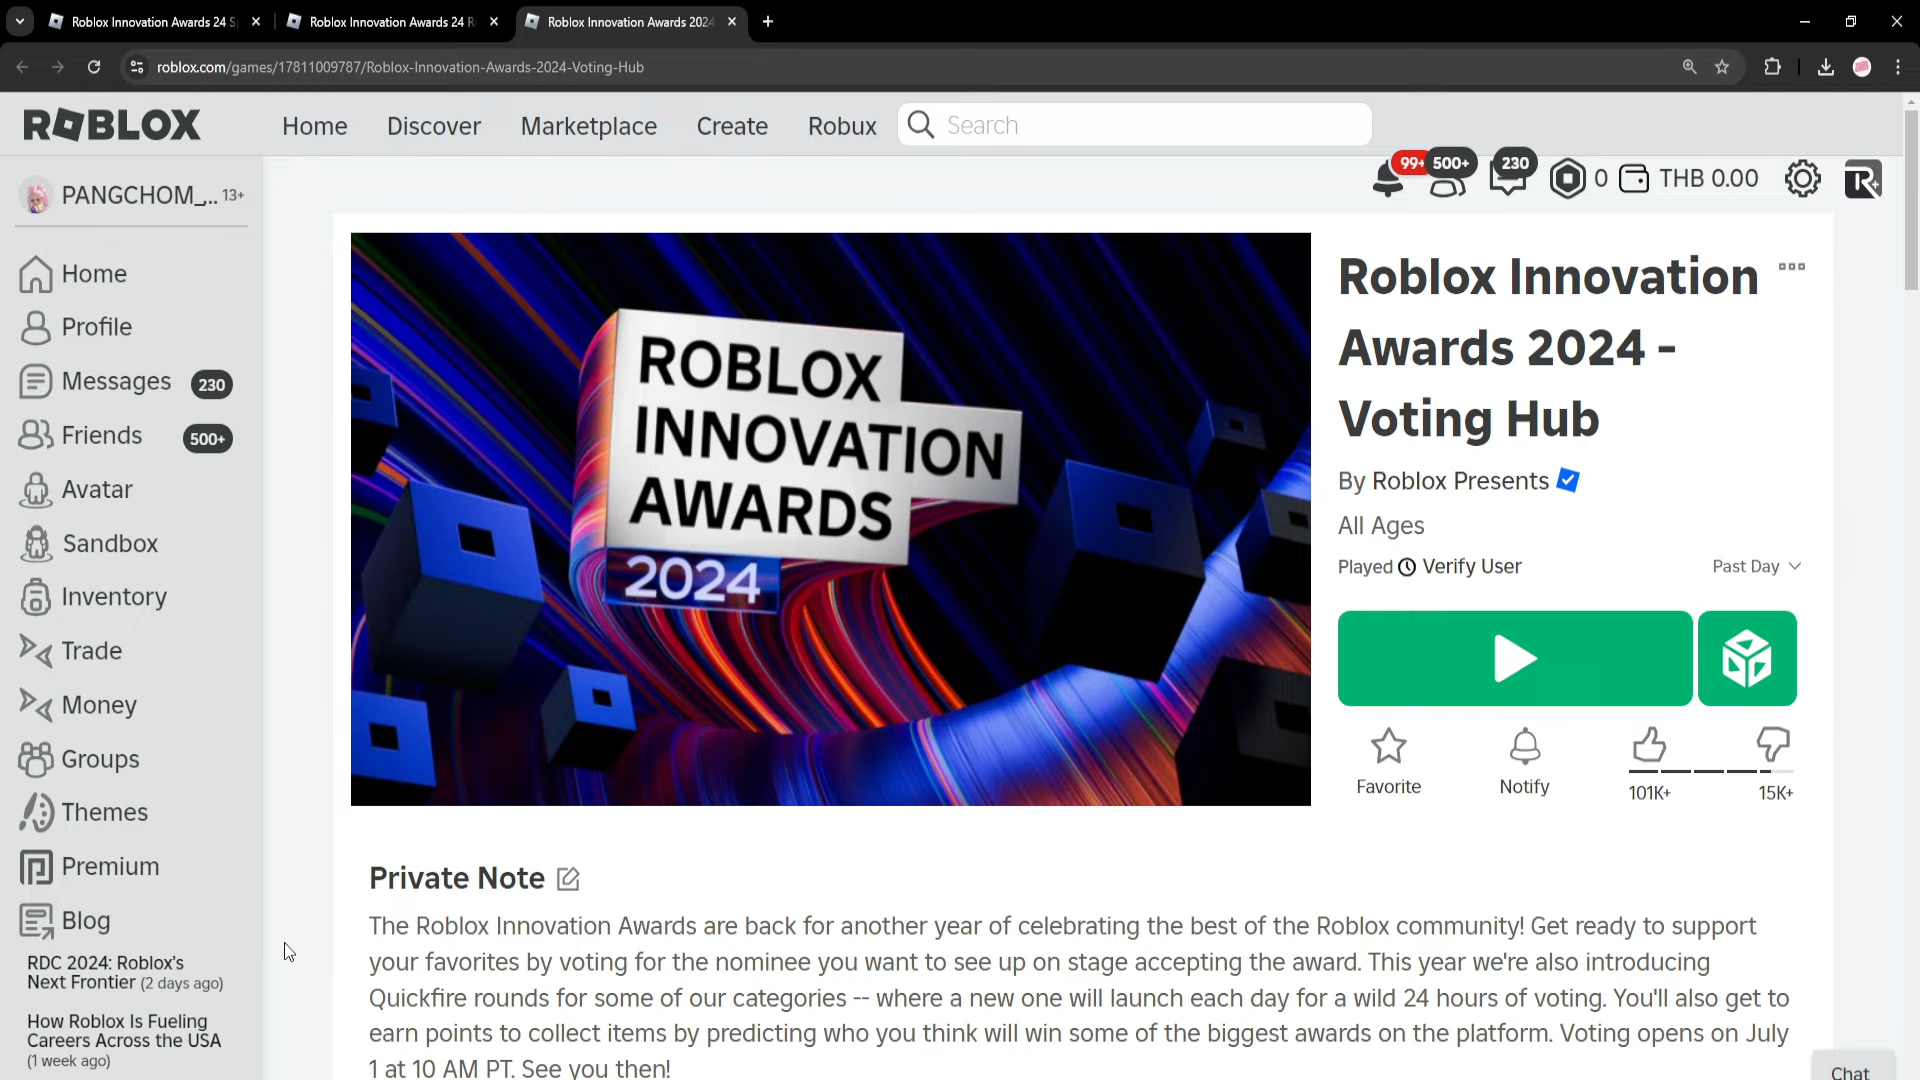 Roblox Innovation Awards 24 S
Roblox Innovation Awards 24 R
Roblox Innovation Awards 2024
roblox.com/games/17811009787/Roblox-Innovation-Awards-2024-Voting-Hub
ROBLOX
Home
Discover
Marketplace
Create
Robux
Search
99+
500+
230
0
THB 0.00
PANGCHOM_... 13+
Home
Profile
Messages 230
Friends 500+
Avatar
Sandbox
Inventory
Trade
Money
Groups
Themes
Premium
Blog
RDC 2024: Roblox's
Next Frontier (2 days ago)
How Roblox Is Fueling
Careers Across the USA
(1 week ago)
ROBLOX
INNOVATION
AWARDS
2024
Roblox Innovation
Awards 2024 -
Voting Hub
By Roblox Presents
All Ages
Played Verify User
Past Day
Favorite
Notify
101K+
15K+
Private Note
The Roblox Innovation Awards are back for another year of celebrating the best of the Roblox community! Get ready to support
your favorites by voting for the nominee you want to see up on stage accepting the award. This year we're also introducing
Quickfire rounds for some of our categories -- where a new one will launch each day for a wild 24 hours of voting. You'll also get to
earn points to collect items by predicting who you think will win some of the biggest awards on the platform. Voting opens on July
1 at 10 AM PT. See you then!
Chat